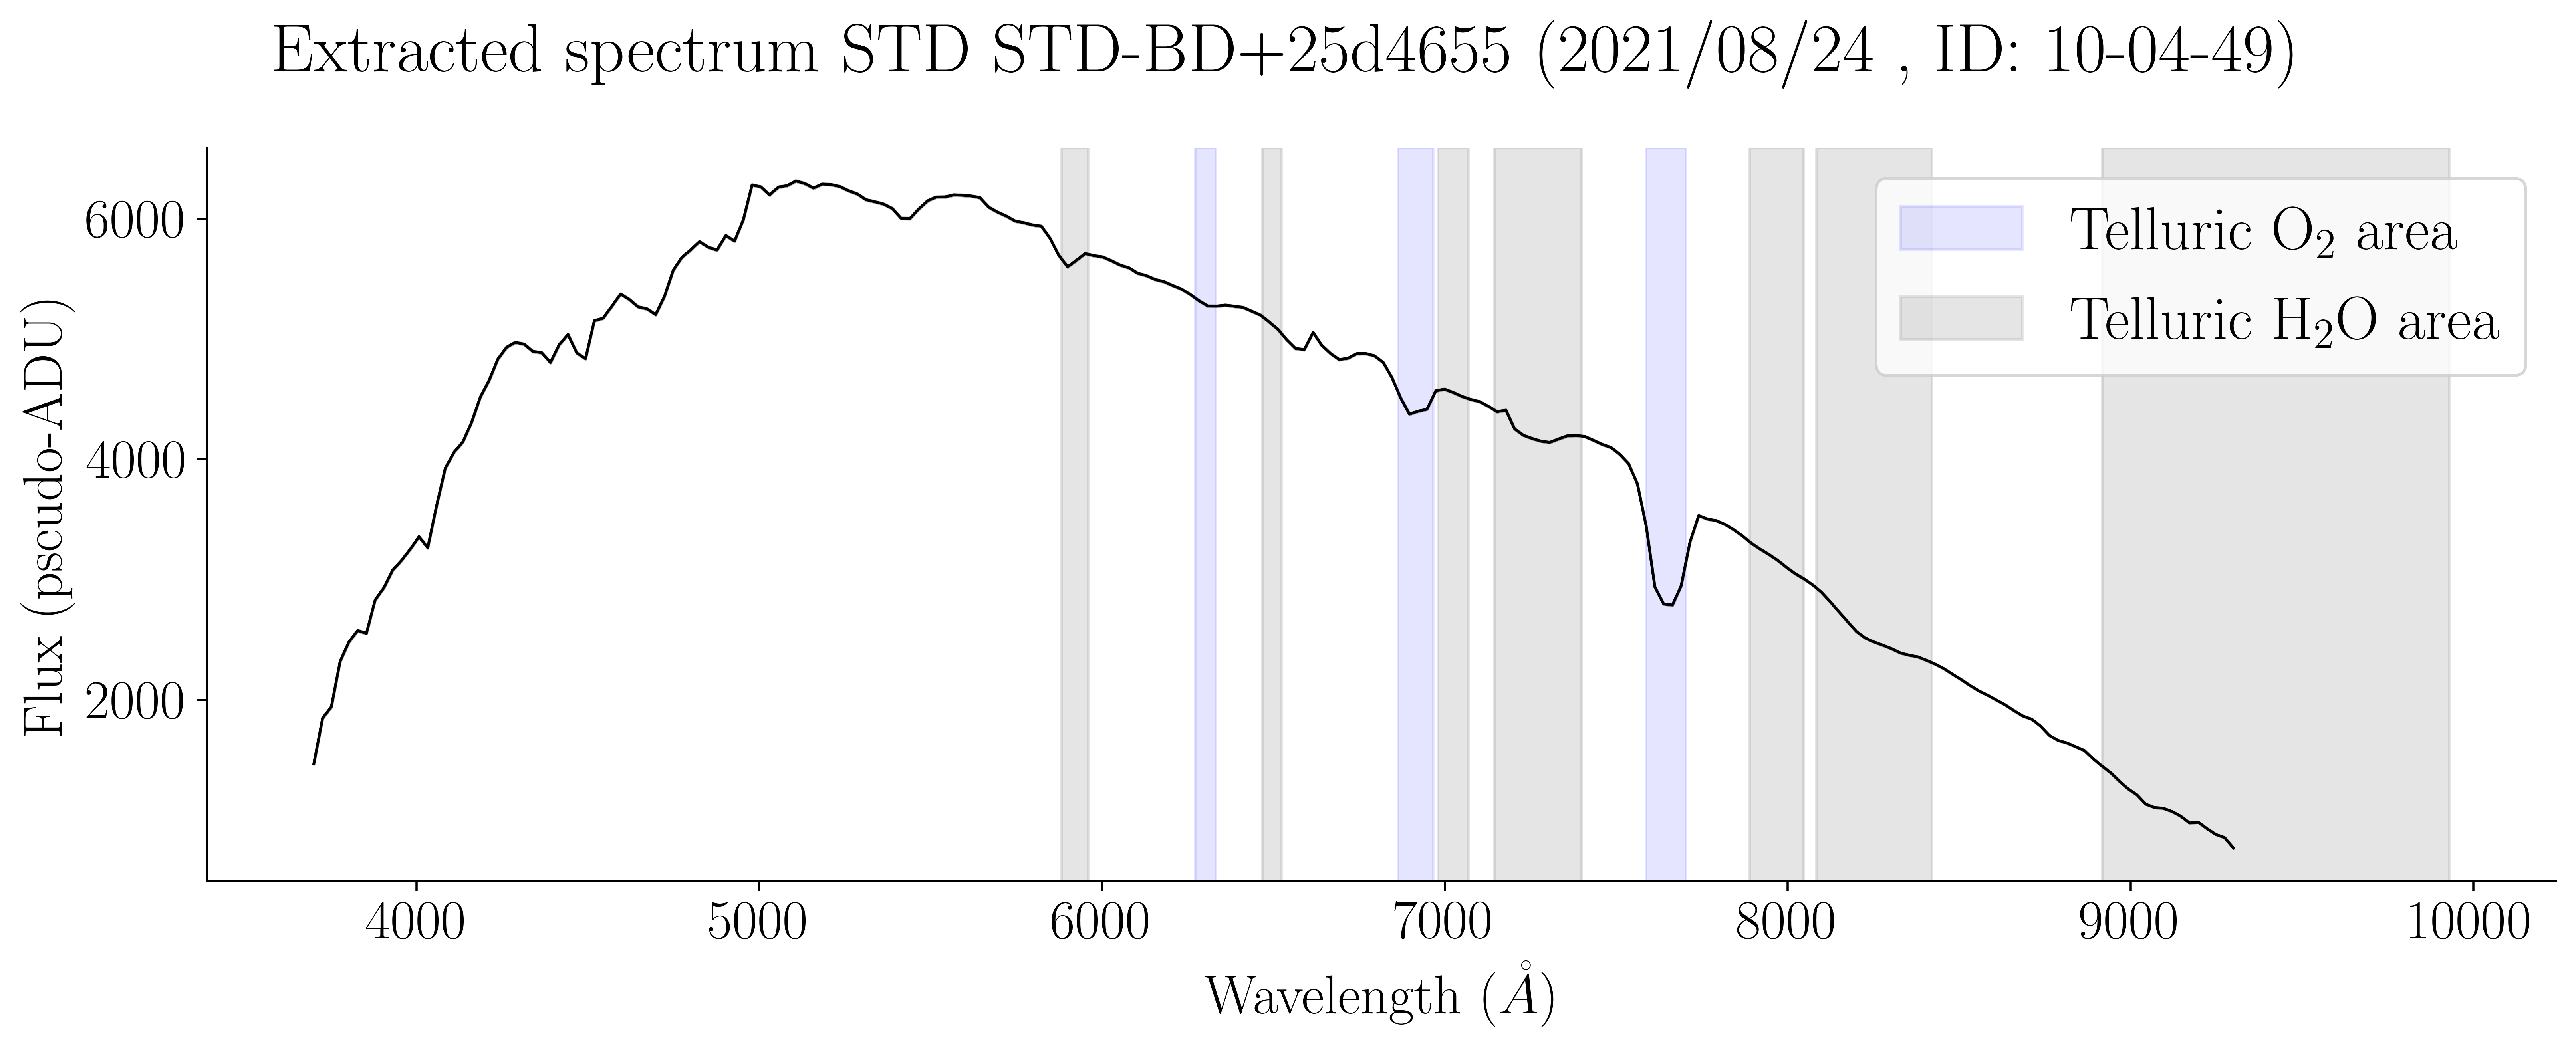 Extracted spectrum STD STD-BD+25d4655 (2021/08/24 , ID: 10-04-49)
Telluric O₂ area
Telluric H₂O area
Flux (pseudo-ADU)
6000
4000
2000
4000 5000 6000 7000 8000 9000 10000
Wavelength (Å)